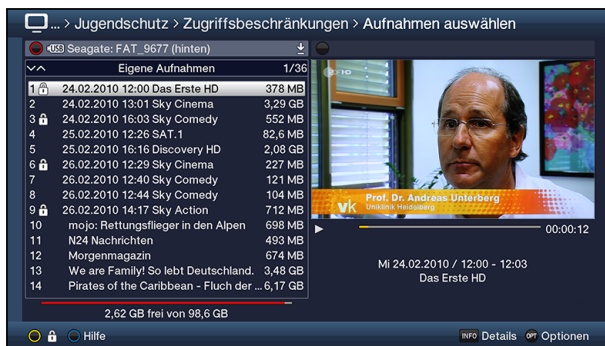 ... > Jugendschutz > Zugriffsbeschränkungen > Aufnahmen auswählen
USB Seagate: FAT_9677 (hinten)
Eigene Aufnahmen 1/36
1 24.02.2010 12:00 Das Erste HD 378 MB
2 24.02.2010 13:01 Sky Cinema 3,29 GB
3 24.02.2010 16:03 Sky Comedy 552 MB
4 25.02.2010 12:26 SAT.1 82,6 MB
5 25.02.2010 16:16 Discovery HD 2,08 GB
6 26.02.2010 12:29 Sky Cinema 227 MB
7 26.02.2010 12:40 Sky Comedy 121 MB
8 26.02.2010 12:44 Sky Comedy 104 MB
9 26.02.2010 14:17 Sky Action 712 MB
10 mojo: Rettungsflieger in den Alpen 698 MB
11 N24 Nachrichten 493 MB
12 Morgenmagazin 674 MB
13 We are Family! So lebt Deutschland. 3,48 GB
14 Pirates of the Caribbean - Fluch der ... 6,17 GB
2,62 GB frei von 98,6 GB
vk
Prof. Dr. Andreas Unterberg
Uniklinik Heidelberg
00:00:12
Mi 24.02.2010 / 12:00 - 12:03
Das Erste HD
Hilfe
INFO Details OPT Optionen